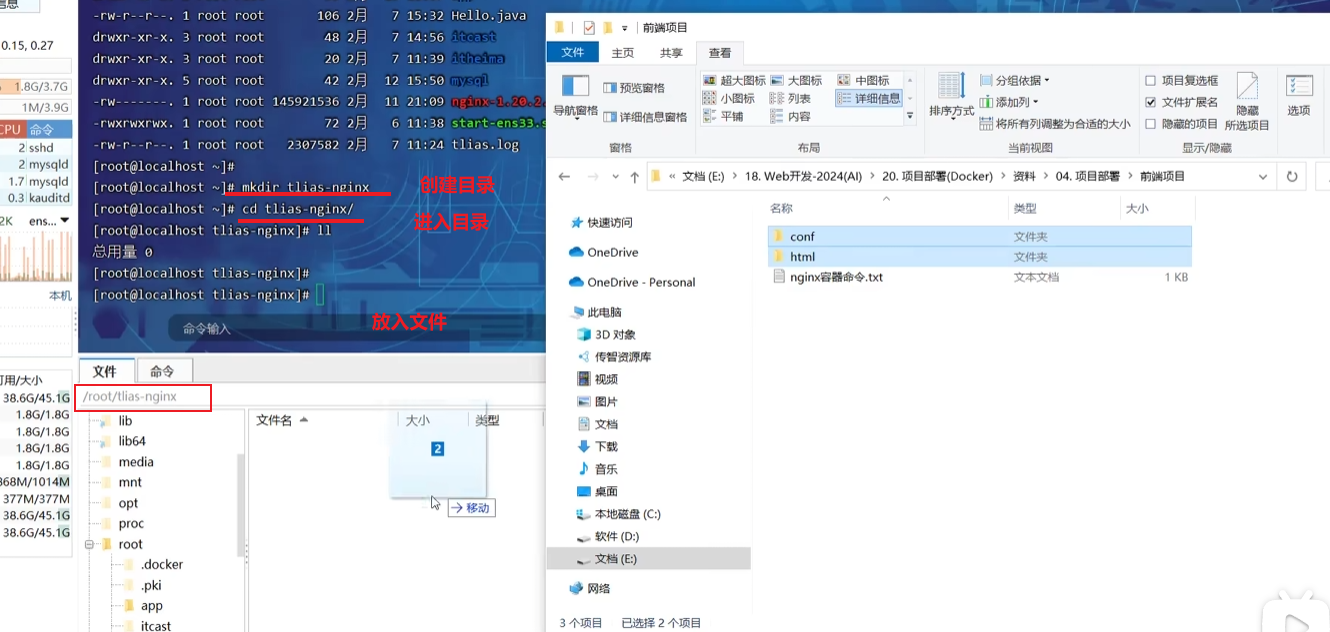 信息
0.15, 0.27
1.8G/3.7G
1M/3.9G
CPU 命令
2 sshd
2 mysqld
1.7 mysqld
0.3 kauditd
2K ens...
本机
可用/大小
38.6G/45.1G
1.8G/1.8G
1.8G/1.8G
1.8G/1.8G
1.8G/1.8G
868M/1014M
377M/377M
38.6G/45.1G
38.6G/45.1G
-rw-r--r--. 1 root root 106 2月 7 15:32 Hello.java
drwxr-xr-x. 3 root root 48 2月 7 14:56 itcast
drwxr-xr-x. 3 root root 20 2月 7 11:39 itheima
drwxr-xr-x. 5 root root 42 2月 12 15:50 mysql
-rw-------. 1 root root 145921536 2月 11 21:09 nginx-1.20.2.
-rwxrwxrwx. 1 root root 72 2月 6 11:38 start-ens33.s
-rw-r--r--. 1 root root 2307582 2月 7 11:24 tlias.log
[root@localhost ~]#
[root@localhost ~]# mkdir tlias-nginx 创建目录
[root@localhost ~]# cd tlias-nginx/
进入目录
[root@localhost tlias-nginx]# ll
总用量 0
[root@localhost tlias-nginx]#
[root@localhost tlias-nginx]#
命令输入
放入文件
文件 命令
/root/tlias-nginx
lib
lib64
media
mnt
opt
proc
root
.docker
.pki
app
itcast
文件名 大小 类型
2
移动
前端项目
文件 主页 共享 查看
导航窗格
预览窗格
详细信息窗格
窗格
超大图标 大图标 中图标
小图标 列表 详细信息
平铺 内容
布局
排序方式
分组依据
添加列
将所有列调整为合适的大小
当前视图
项目复选框
文件扩展名
隐藏的项目
隐藏
所选项目
显示/隐藏
选项
« 文档 (E:) › 18. Web开发-2024(AI) › 20. 项目部署(Docker) › 资料 › 04. 项目部署 › 前端项目
快速访问
OneDrive
OneDrive - Personal
此电脑
3D 对象
传智资源库
视频
图片
文档
下载
音乐
桌面
本地磁盘 (C:)
软件 (D:)
文档 (E:)
网络
名称 类型 大小
conf 文件夹
html 文件夹
nginx容器命令.txt 文本文档 1 KB
3 个项目 已选择 2 个项目